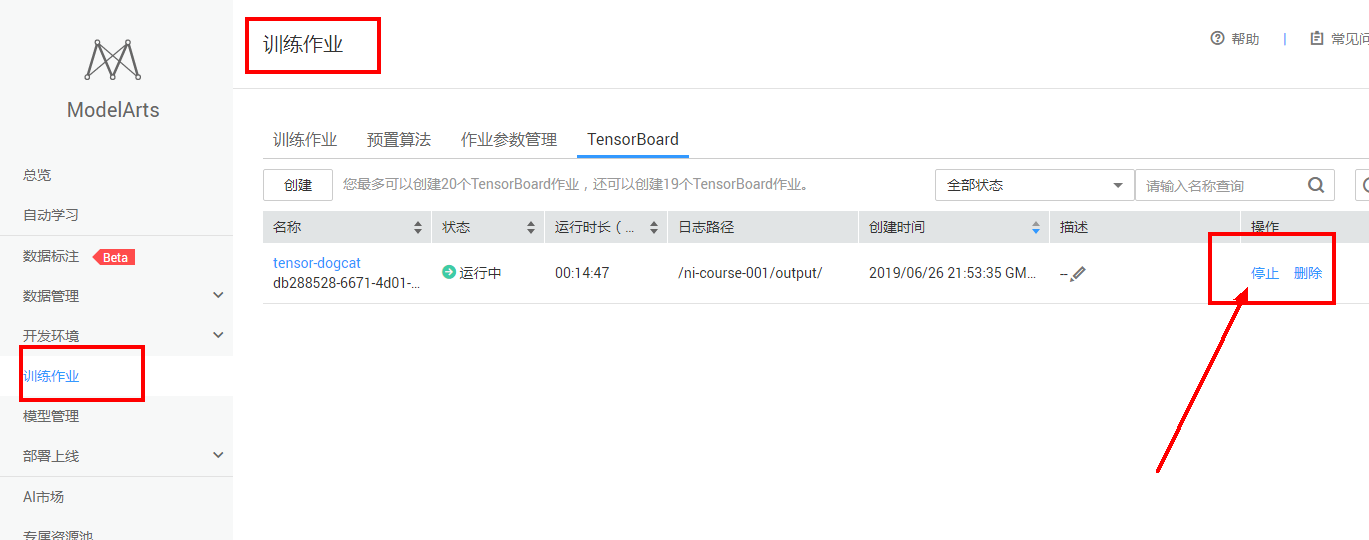 训练作业
帮助 | 常见问
ModelArts
训练作业 预置算法 作业参数管理 TensorBoard
总览
创建 您最多可以创建20个TensorBoard作业，还可以创建19个TensorBoard作业。 全部状态 请输入名称查询
自动学习
名称 状态 运行时长（... 日志路径 创建时间 描述 操作
数据标注 Beta
tensor-dogcat
db288528-6671-4d01-...
运行中 00:14:47 /ni-course-001/output/ 2019/06/26 21:53:35 GM... -- 停止 删除
数据管理
开发环境
训练作业
模型管理
部署上线
AI市场
专属资源池